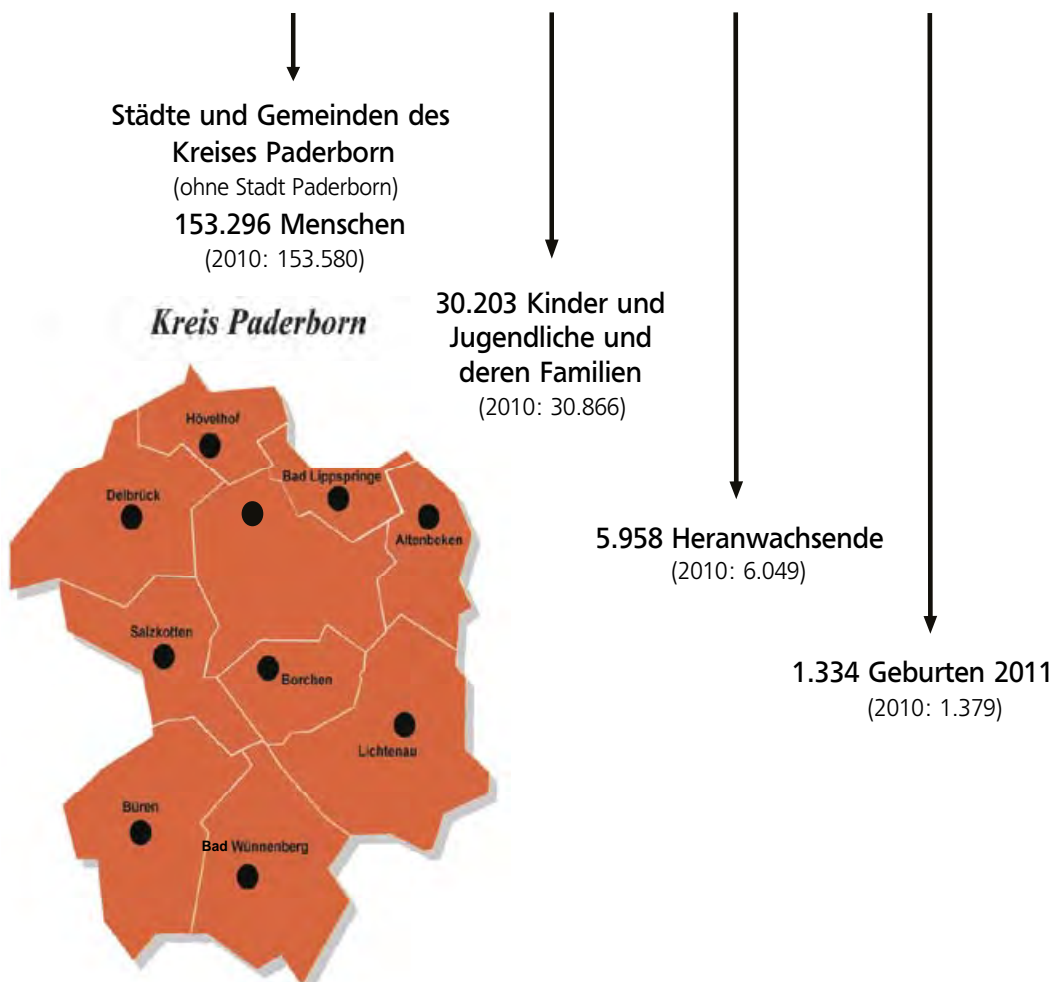 Städte und Gemeinden des
Kreises Paderborn
(ohne Stadt Paderborn)
153.296 Menschen
(2010: 153.580)
30.203 Kinder und
Jugendliche und
deren Familien
(2010: 30.866)
5.958 Heranwachsende
(2010: 6.049)
1.334 Geburten 2011
(2010: 1.379)
Kreis Paderborn
Hövelhof
Bad Lippspringe
Delbrück
Altenbeken
Salzkotten
Borchen
Lichtenau
Büren
Bad Wünnenberg